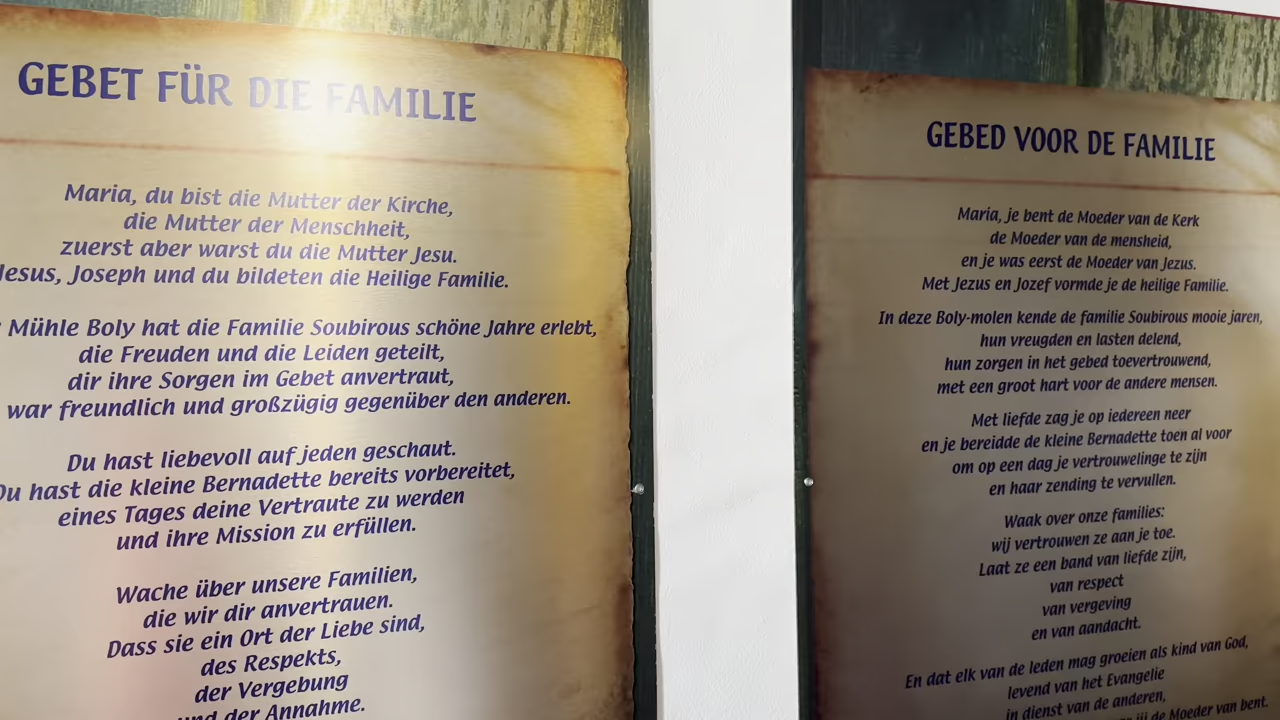 GEBET FÜR DIE FAMILIE
Maria, du bist die Mutter der Kirche,
die Mutter der Menschheit,
zuerst aber warst du die Mutter Jesu.
Jesus, Joseph und du bildeten die Heilige Familie.
Mühle Boly hat die Familie Soubirous schöne Jahre erlebt,
die Freuden und die Leiden geteilt,
dir ihre Sorgen im Gebet anvertraut,
war freundlich und großzügig gegenüber den anderen.
Du hast liebevoll auf jeden geschaut.
Du hast die kleine Bernadette bereits vorbereitet,
eines Tages deine Vertraute zu werden
und ihre Mission zu erfüllen.
Wache über unsere Familien,
die wir dir anvertrauen.
Dass sie ein Ort der Liebe sind,
des Respekts,
der Vergebung
und der Annahme.
GEBED VOOR DE FAMILIE
Maria, je bent de Moeder van de Kerk
de Moeder van de mensheid,
en je was eerst de Moeder van Jezus.
Met Jezus en Jozef vormde je de heilige Familie.
In deze Boly-molen kende de familie Soubirous mooie jaren,
hun vreugden en lasten delend,
hun zorgen in het gebed toevertrouwend,
met een groot hart voor de andere mensen.
Met liefde zag je op iedereen neer
en je bereidde de kleine Bernadette toen al voor
om op een dag je vertrouwelinge te zijn
en haar zending te vervullen.
Waak over onze families:
wij vertrouwen ze aan je toe.
Laat ze een band van liefde zijn,
van respect
van vergeving
en van aandacht.
En dat elk van de leden mag groeien als kind van God,
levend van het Evangelie
in dienst van de anderen,
de Moeder van bent.